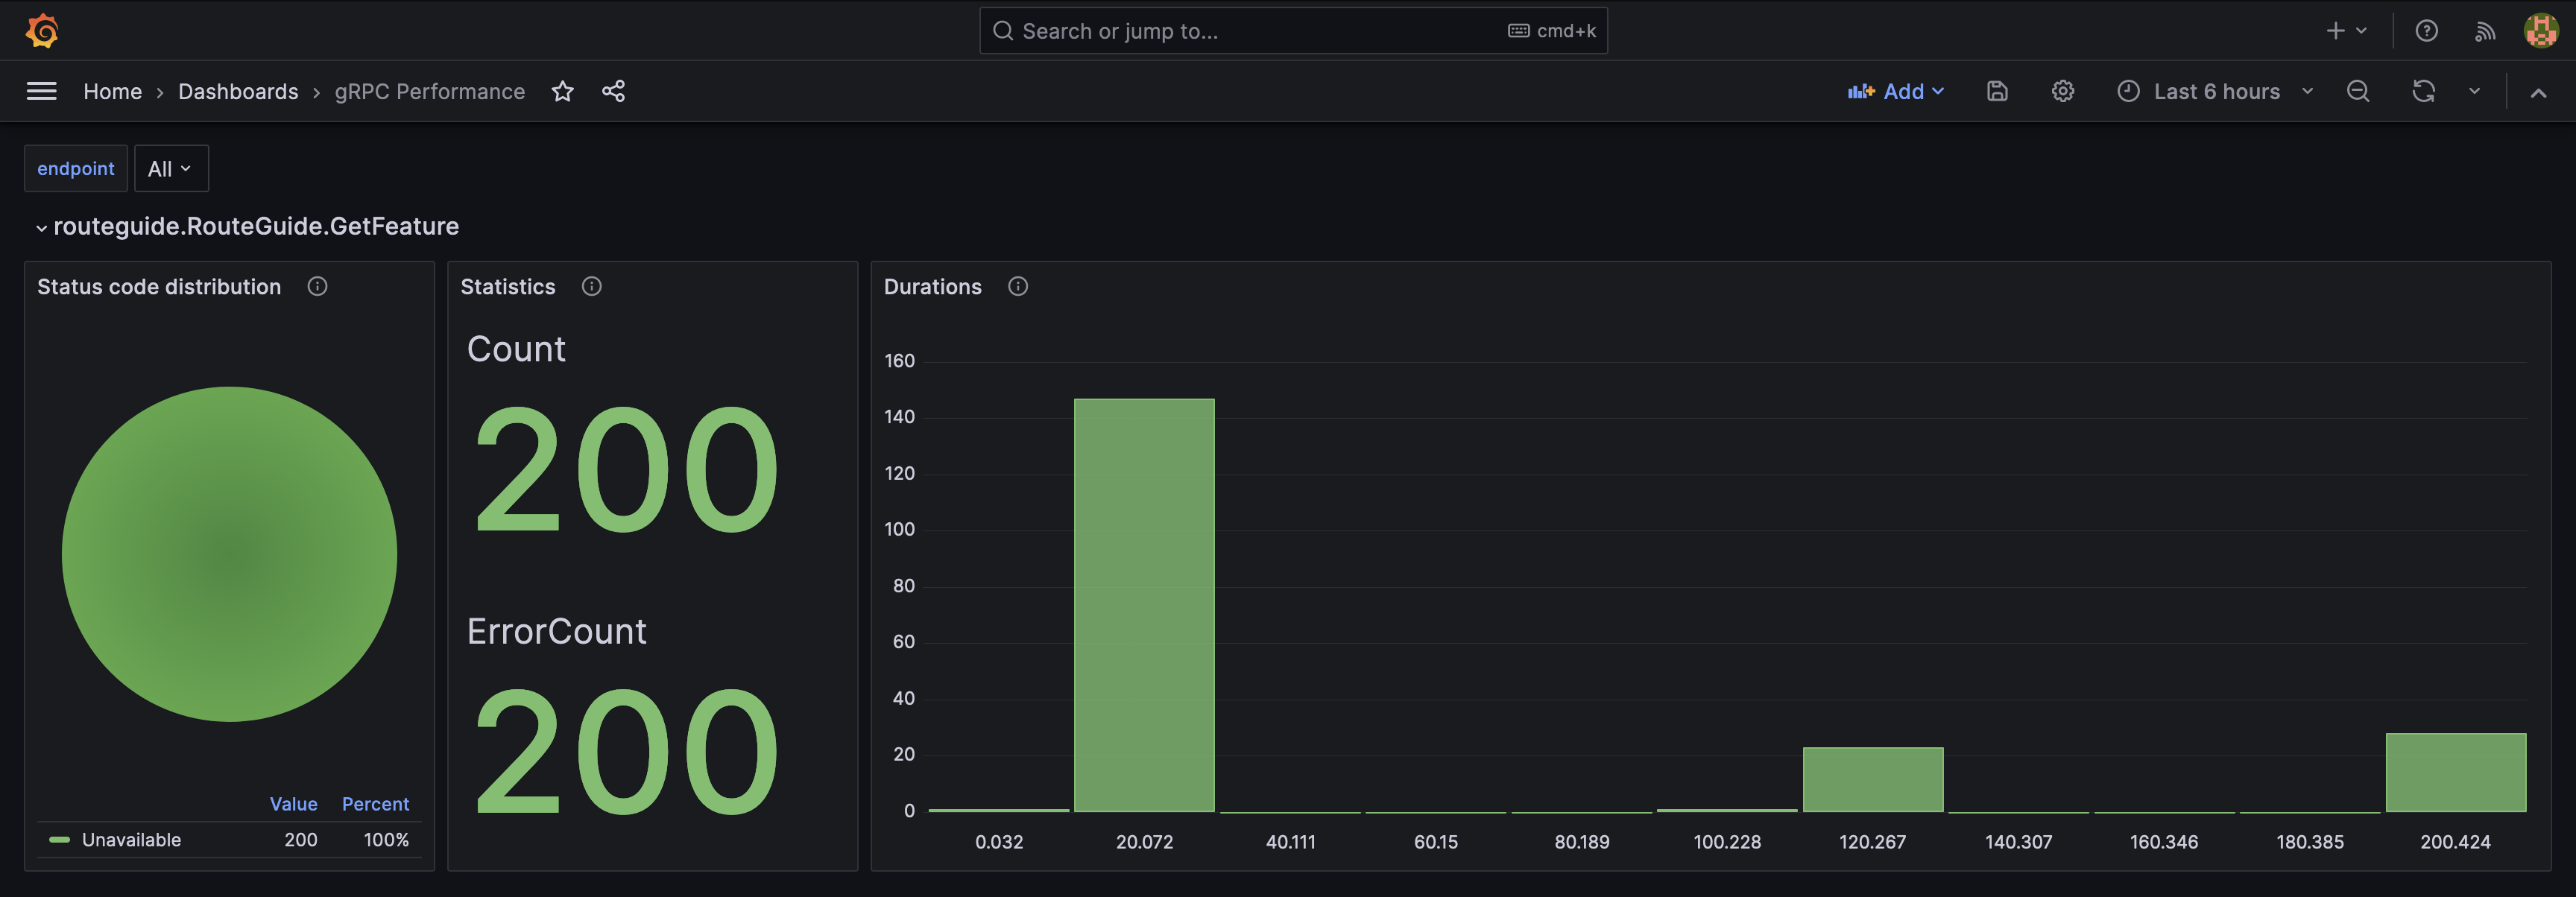 Search or jump to... cmd+k
Home Dashboards gRPC Performance Add Last 6 hours
endpoint All
routeguide.RouteGuide.GetFeature
Status code distribution
Value Percent
Unavailable 200 100%
Statistics
Count
200
ErrorCount
200
Durations
160
140
120
100
80
60
40
20
0
0.032 20.072 40.111 60.15 80.189 100.228 120.267 140.307 160.346 180.385 200.424